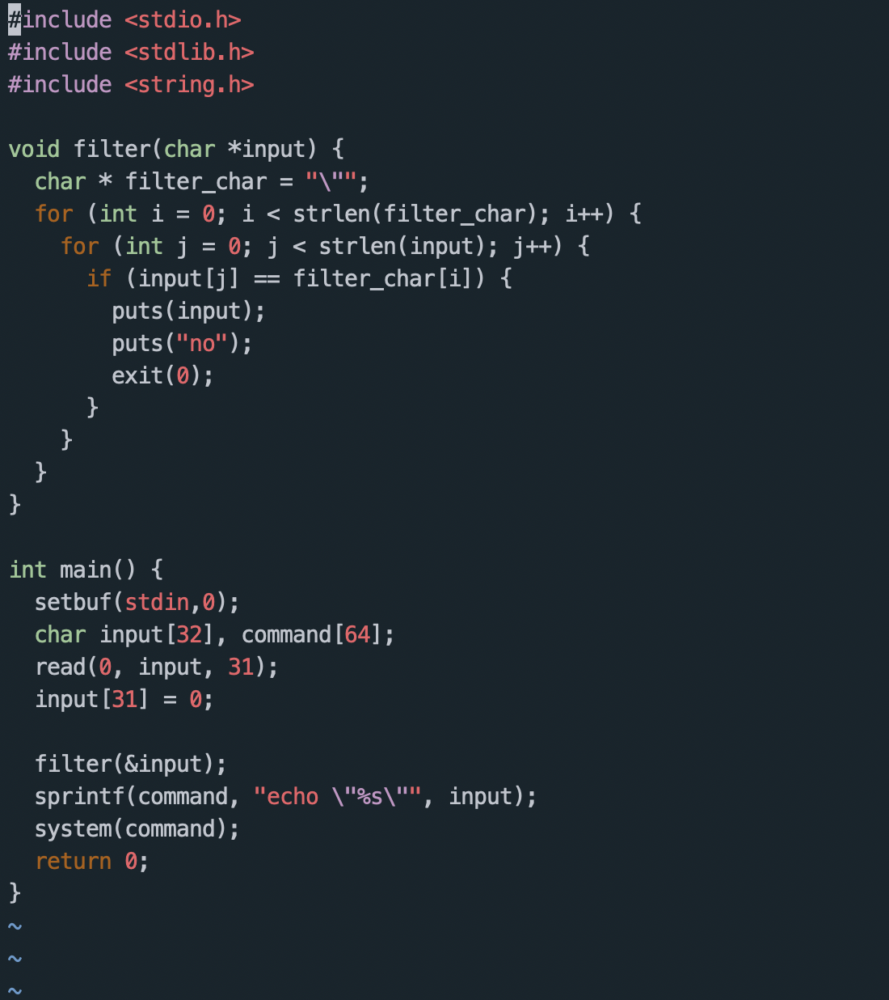 #include <stdio.h>
#include <stdlib.h>
#include <string.h>

void filter(char *input) {
  char * filter_char = "\"";
  for (int i = 0; i < strlen(filter_char); i++) {
    for (int j = 0; j < strlen(input); j++) {
      if (input[j] == filter_char[i]) {
        puts(input);
        puts("no");
        exit(0);
      }
    }
  }
}

int main() {
  setbuf(stdin,0);
  char input[32], command[64];
  read(0, input, 31);
  input[31] = 0;

  filter(&input);
  sprintf(command, "echo \"%s\"", input);
  system(command);
  return 0;
}
~
~
~